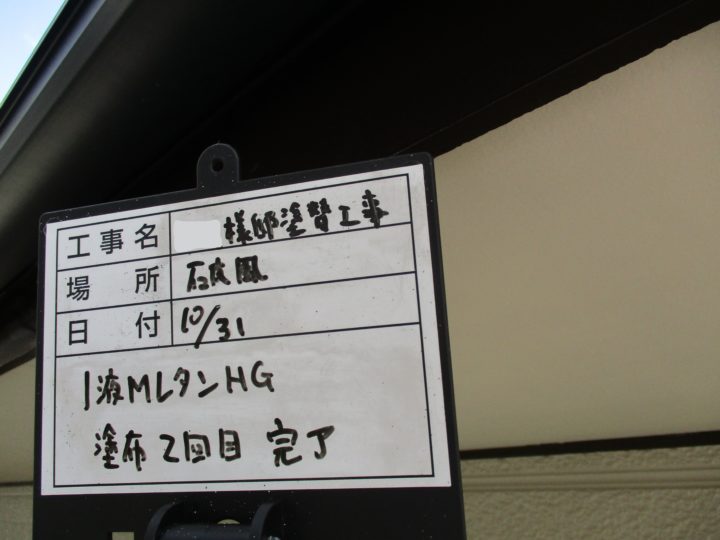 工事名 様邸塗替工事
場所 破風
日付 10/31
1液MレタンHG
塗布2回目 完了